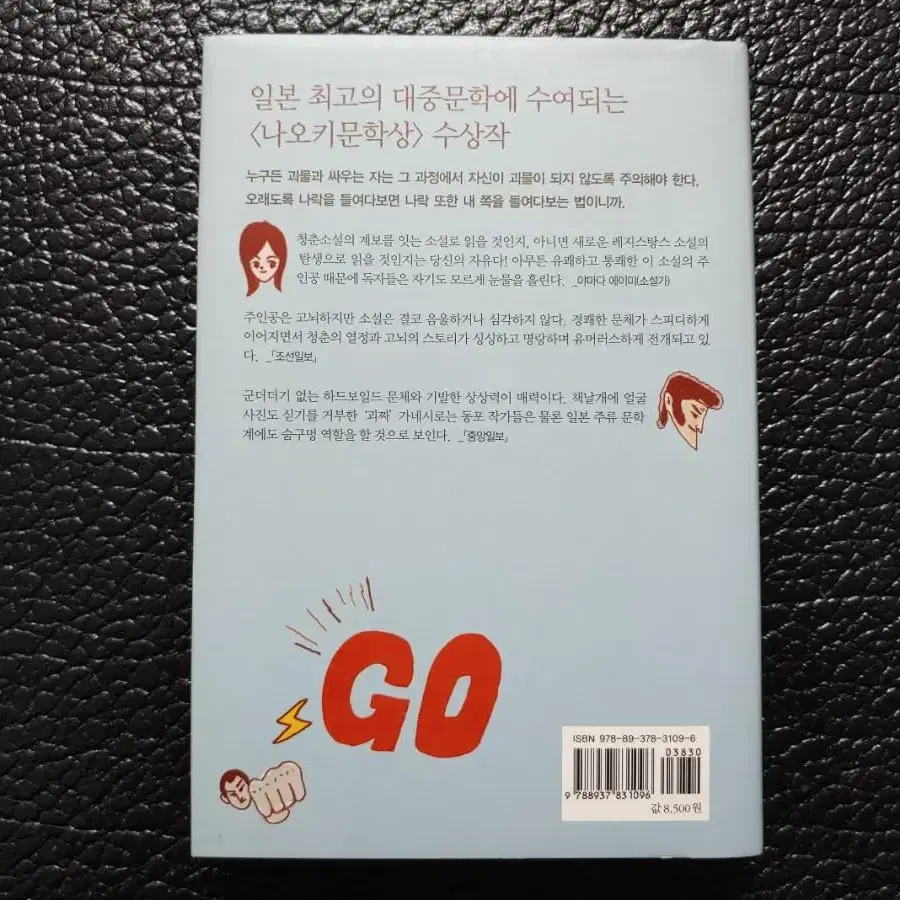 일본 최고의 대중문학에 수여되는
〈나오키문학상〉 수상작
누구든 괴물과 싸우는 자는 그 과정에서 자신이 괴물이 되지 않도록 주의해야 한다.
오래도록 나락을 들여다보면 나락 또한 내 쪽을 들여다보는 법이니까.
청춘소설의 계보를 잇는 소설로 읽을 것인지, 아니면 새로운 레지스탕스 소설의
탄생으로 읽을 것인지는 당신의 자유다! 아무튼 유쾌하고 통쾌한 이 소설의 주
인공 때문에 독자들은 자기도 모르게 눈물을 흘린다. _야마다 에이미(소설가)
주인공은 고뇌하지만 소설은 결코 음울하거나 심각하지 않다. 경쾌한 문체가 스피디하게
이어지면서 청춘의 열정과 고뇌의 스토리가 싱싱하고 명랑하며 유머러스하게 전개되고 있
다. _「조선일보」
군더더기 없는 하드보일드 문체와 기발한 상상력이 매력이다. 책날개에 얼굴
사진도 싣기를 거부한 '괴짜' 가네시로는 동포 작가들은 물론 일본 주류 문학
계에도 숨구멍 역할을 할 것으로 보인다. _「중앙일보」
GO
ISBN 978-89-378-3109-6
03830
9 788937 831096
값 8,500원